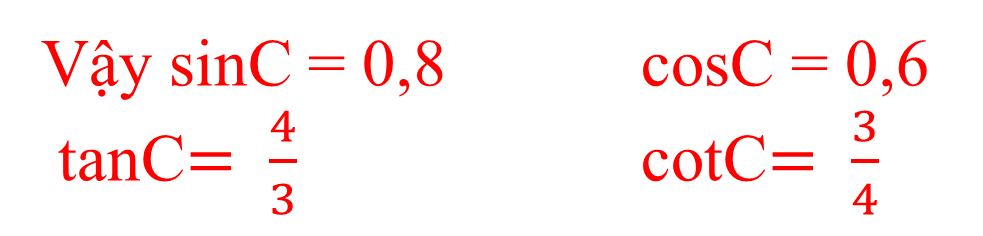 Vậy sinC = 0,8 cosC = 0,6
tanC= 4/3 cotC= 3/4